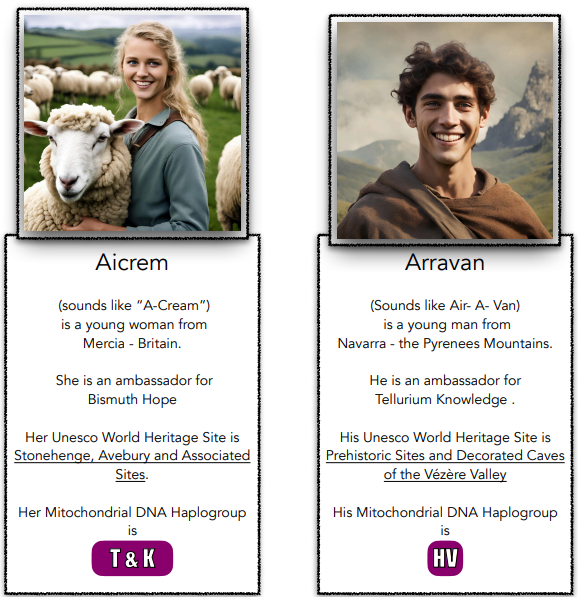 Aicrem
(sounds like “A-Cream”)
is a young woman from
Mercia - Britain.
She is an ambassador for
Bismuth Hope
Her Unesco World Heritage Site is
Stonehenge, Avebury and Associated
Sites.
Her Mitochondrial DNA Haplogroup
is
T & K
Arravan
(Sounds like Air- A- Van)
is a young man from
Navarra - the Pyrenees Mountains.
He is an ambassador for
Tellurium Knowledge .
His Unesco World Heritage Site is
Prehistoric Sites and Decorated Caves
of the Vézère Valley
His Mitochondrial DNA Haplogroup
is
HV